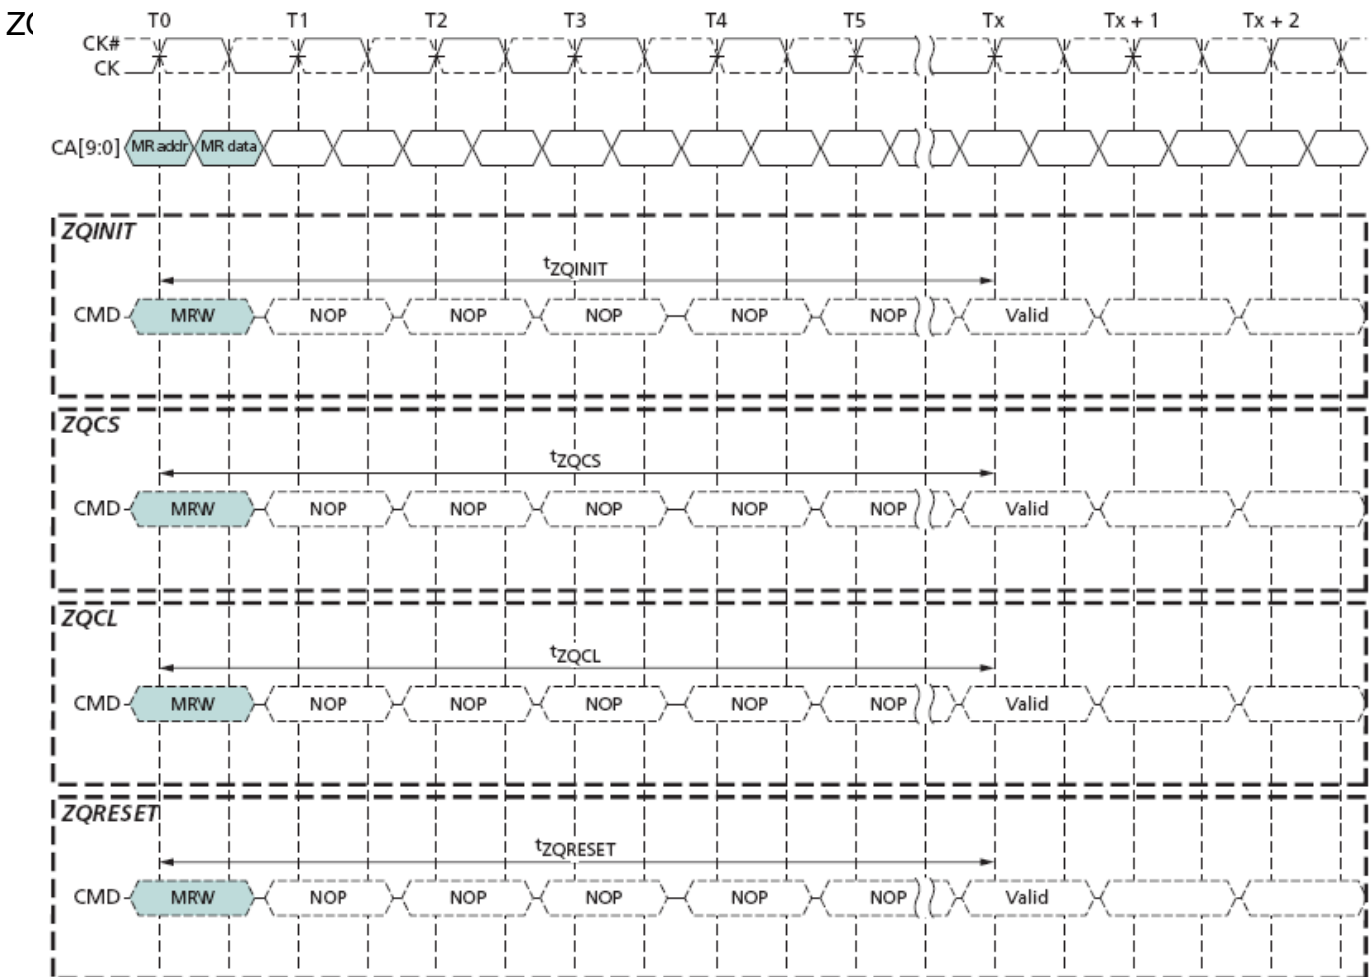 T0 T1 T2 T3 T4 T5 Tx Tx + 1 Tx + 2
CK#
CK
CA[9:0] MR addr MR data
ZQINIT
tZQINIT
CMD MRW NOP NOP NOP NOP NOP Valid
ZQCS
tZQCS
CMD MRW NOP NOP NOP NOP NOP Valid
ZQCL
tZQCL
CMD MRW NOP NOP NOP NOP NOP Valid
ZQRESET
tZQRESET
CMD MRW NOP NOP NOP NOP NOP Valid